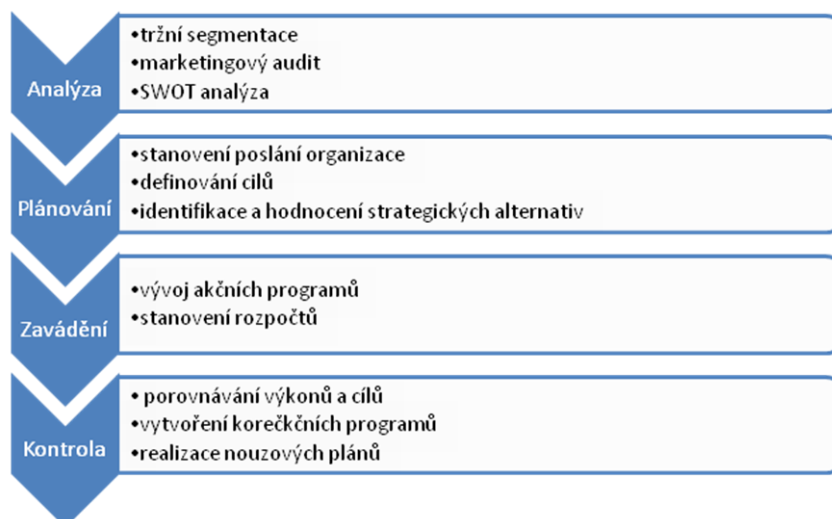 Analýza
•tržní segmentace
•marketingový audit
•SWOT analýza
Plánování
•stanovení poslání organizace
•definování cílů
•identifikace a hodnocení strategických alternativ
Zavádění
•vývoj akčních programů
•stanovení rozpočtů
Kontrola
• porovnávání výkonů a cílů
•vytvoření korečkčních programů
•realizace nouzových plánů